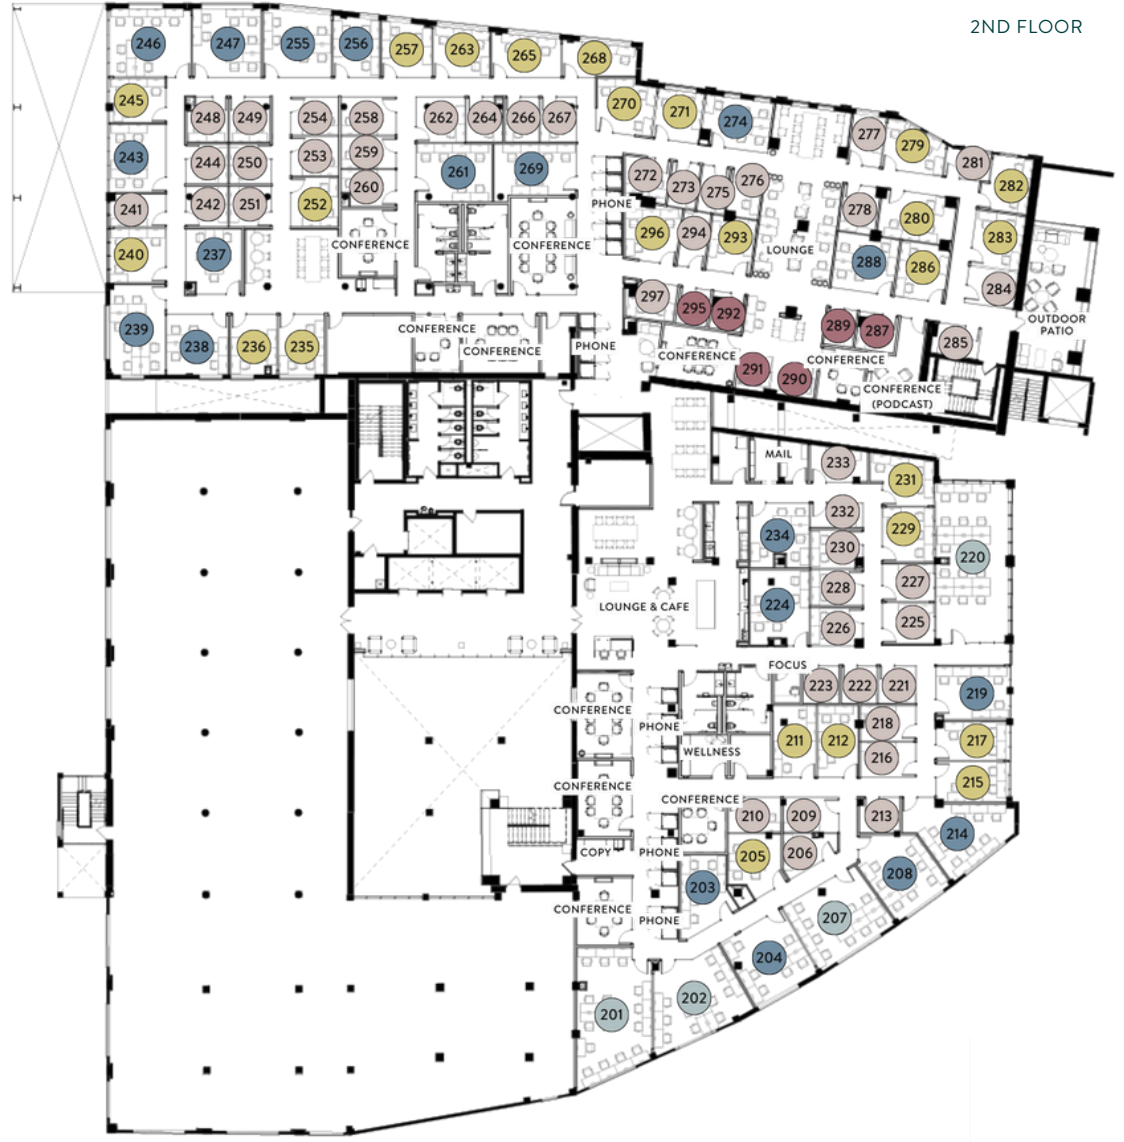 2ND FLOOR
246 247 255 256 257 263 265 268
245 248 249 254 258 262 264 266 267 270 271 274 277 279
243 244 250 253 259 261 269 272 273 275 276 281 282
241 242 251 252 260 278 280
PHONE
240 237 296 294 293 283
CONFERENCE CONFERENCE
LOUNGE
288 286
297 295 292 284
239 238 236 235 289 287 285
CONFERENCE
CONFERENCE
PHONE
CONFERENCE
CONFERENCE
OUTDOOR
PATIO
291 290
CONFERENCE
(PODCAST)
MAIL
233 231
232 229
234 230 220
228 227
224
LOUNGE & CAFE
226 225
FOCUS
223 222 221 219
CONFERENCE
PHONE
218
211 212 217
WELLNESS
216
215
CONFERENCE
CONFERENCE
210 209 213
214
COPY
PHONE
205 206
203 208
CONFERENCE
PHONE
207
204
202
201